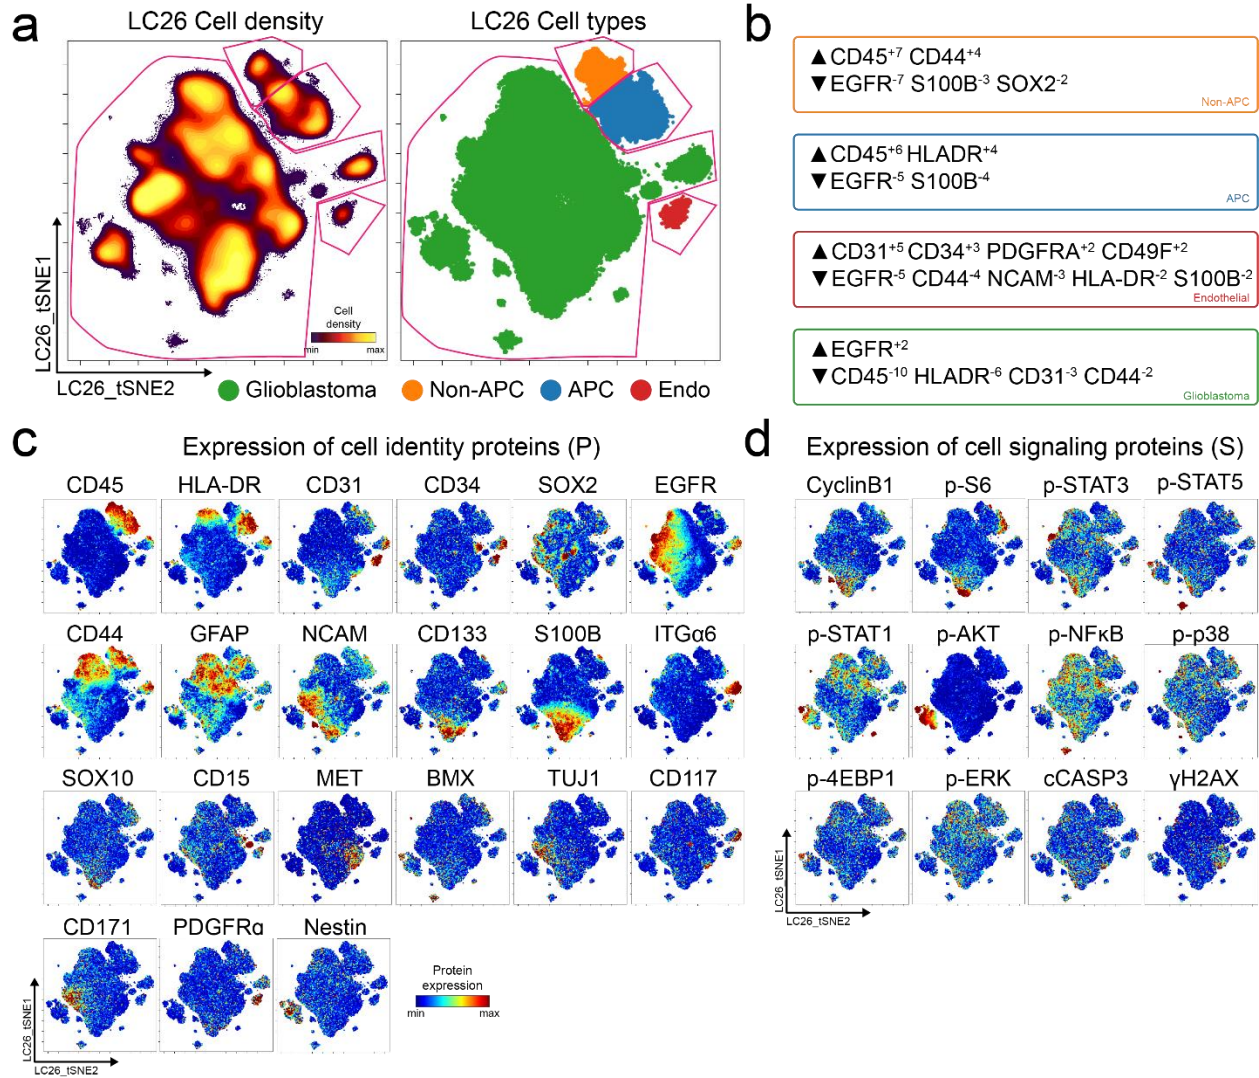 a
LC26 Cell density
LC26 Cell types
b
LC26_tSNE1
LC26_tSNE2
Cell
density
min max
Glioblastoma Non-APC APC Endo
▲CD45⁺⁷ CD44⁺⁴
▼EGFR⁻⁷ S100B⁻³ SOX2⁻²
Non-APC
▲CD45⁺⁶ HLADR⁺⁴
▼EGFR⁻⁵ S100B⁻⁴
APC
▲CD31⁺⁵ CD34⁺³ PDGFRA⁺² CD49F⁺²
▼EGFR⁻⁵ CD44⁻⁴ NCAM⁻³ HLA-DR⁻² S100B⁻²
Endothelial
▲EGFR⁺²
▼CD45⁻¹⁰ HLADR⁻⁶ CD31⁻³ CD44⁻²
Glioblastoma
c
Expression of cell identity proteins (P)
CD45 HLA-DR CD31 CD34 SOX2 EGFR
CD44 GFAP NCAM CD133 S100B ITGα6
SOX10 CD15 MET BMX TUJ1 CD117
CD171 PDGFRα Nestin
Protein
expression
min max
LC26_tSNE1
LC26_tSNE2
d
Expression of cell signaling proteins (S)
CyclinB1 p-S6 p-STAT3 p-STAT5
p-STAT1 p-AKT p-NFκB p-p38
p-4EBP1 p-ERK cCASP3 γH2AX
LC26_tSNE1
LC26_tSNE2